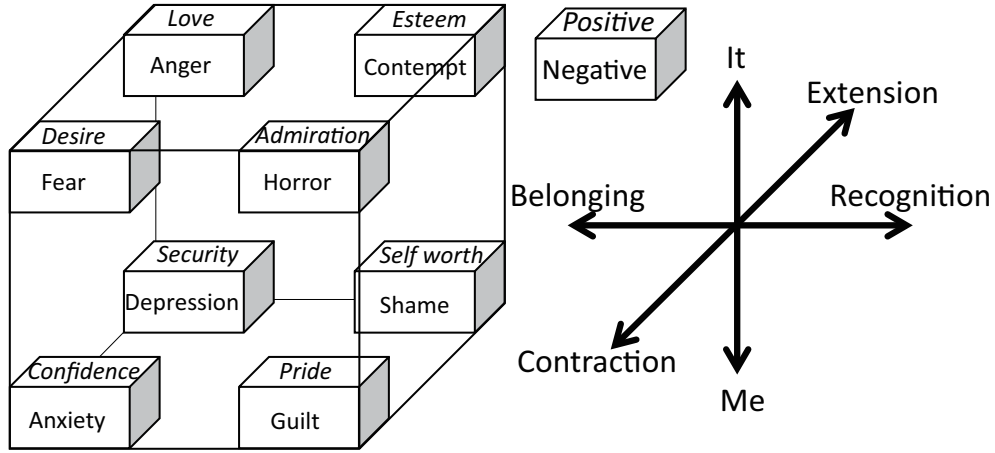 Love
Anger
Esteem
Contempt
Positive
Negative
It
Extension
Desire
Fear
Admiration
Horror
Belonging
Recognition
Security
Depression
Self worth
Shame
Contraction
Me
Confidence
Anxiety
Pride
Guilt